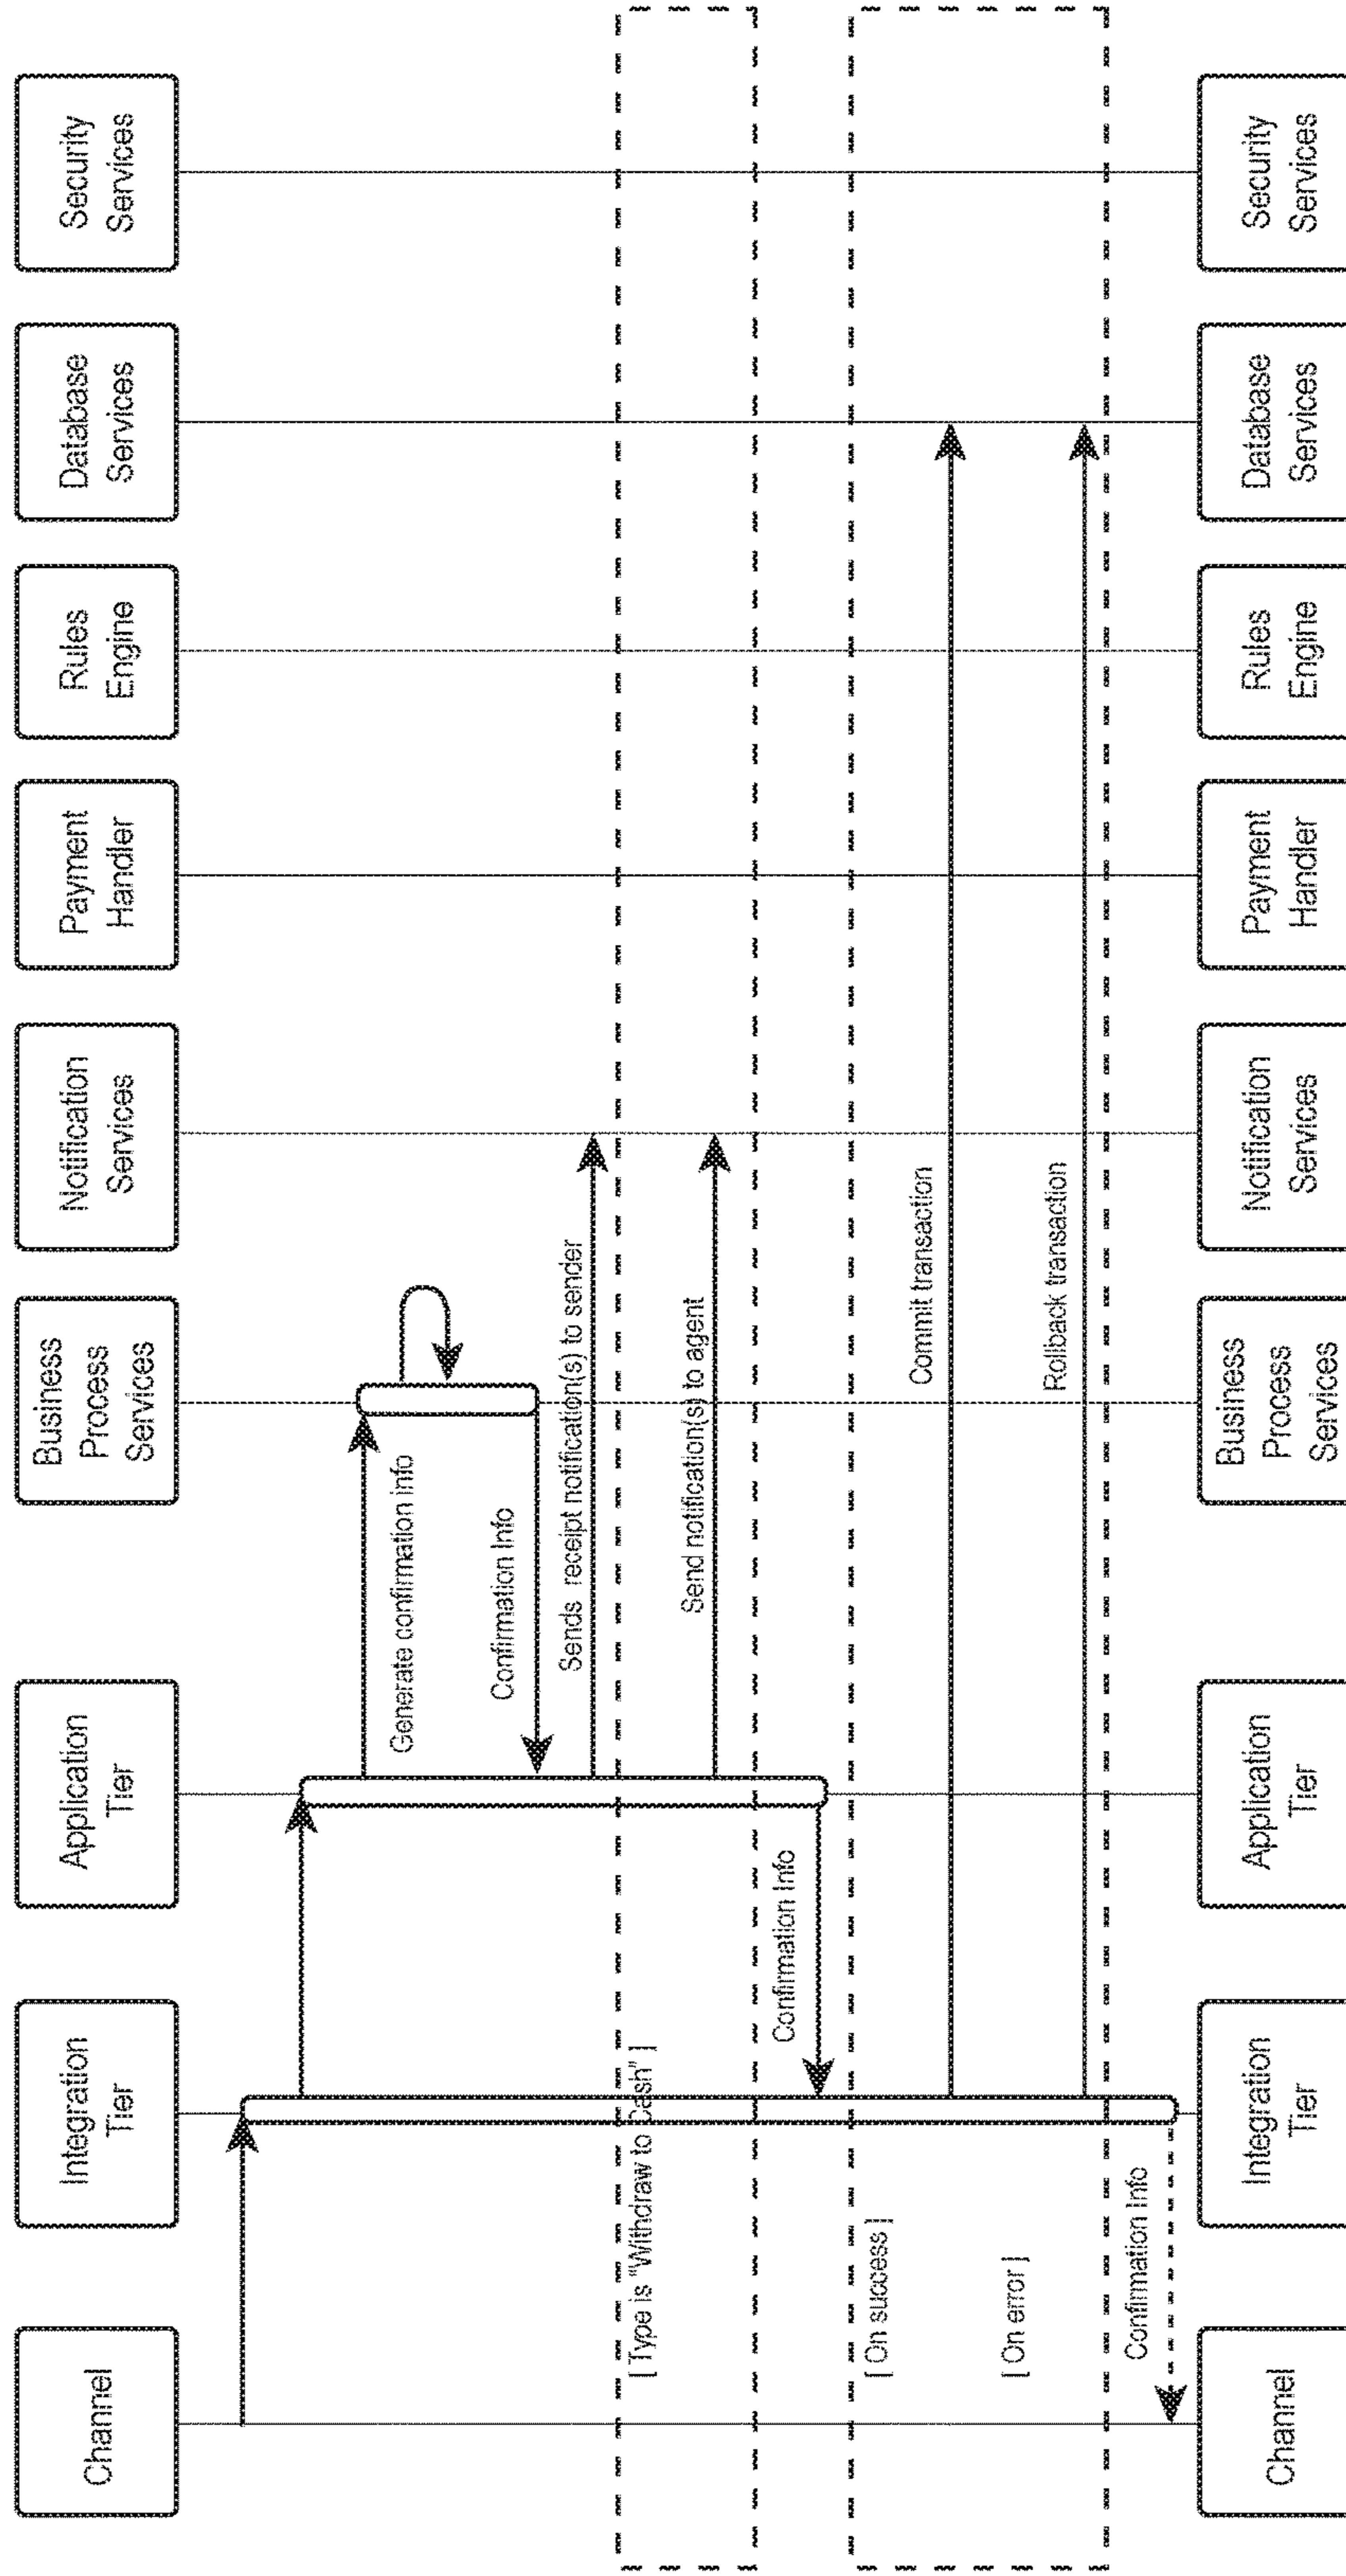 Channel
Integration
Tier
Application
Tier
Business
Process
Services
Notification
Services
Payment
Handler
Rules
Engine
Database
Services
Security
Services
Generate confirmation info
Confirmation Info
Sends receipt notification(s) to sender
[ Type is "Withdraw to Cash" ]
Send notification(s) to agent
Confirmation Info
[ On success ]
Commit transaction
[ On error ]
Rollback transaction
Confirmation Info
Channel
Integration
Tier
Application
Tier
Business
Process
Services
Notification
Services
Payment
Handler
Rules
Engine
Database
Services
Security
Services